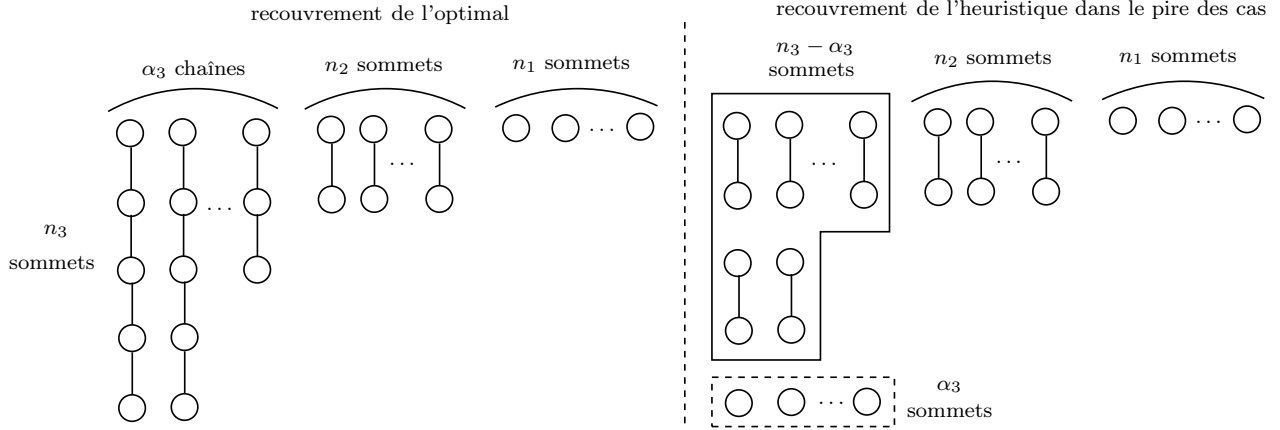 recouvrement de l'optimal
α₃ chaînes
n₂ sommets
n₁ sommets
...
...
...
n₃
sommets
recouvrement de l'heuristique dans le pire des cas
n₃ − α₃
sommets
n₂ sommets
n₁ sommets
...
...
...
...
α₃
sommets